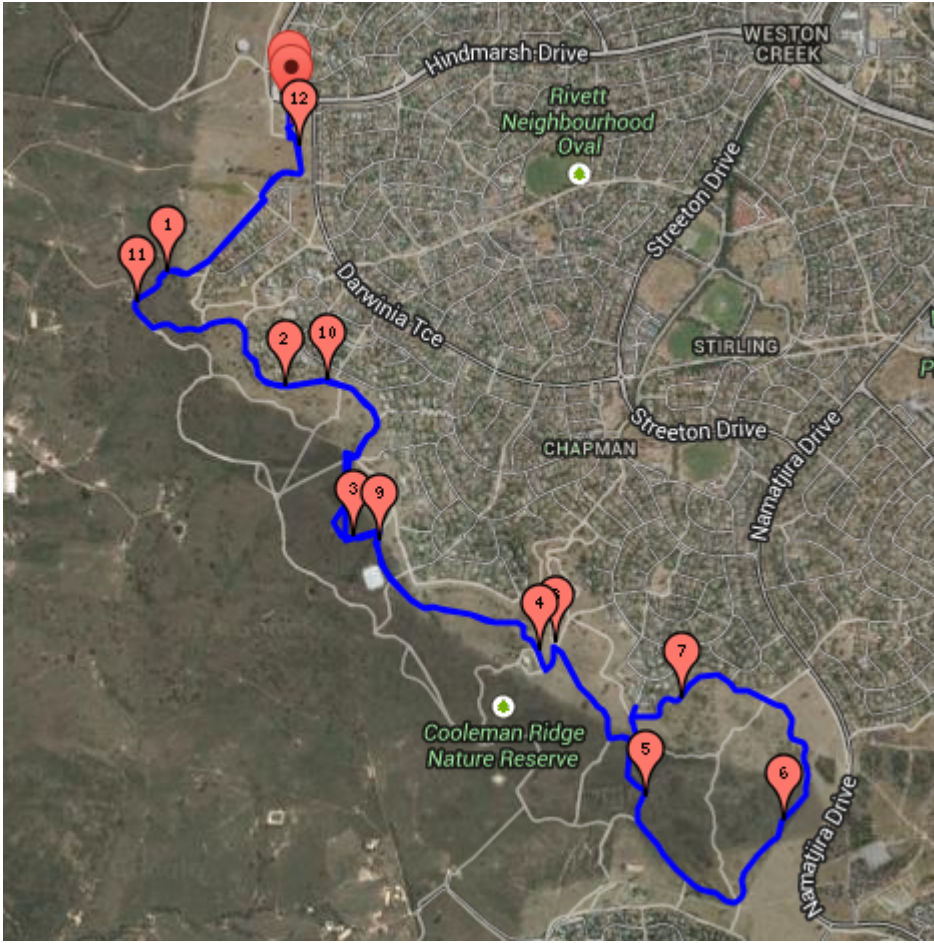 WESTON
CREEK
Hindmarsh Drive
12
Rivett
Neighbourhood
Oval
Streeton Drive
1
11
Darwinia Tce
2
10
STIRLING
Streeton Drive
CHAPMAN
Namatjira Drive
3
9
4
7
Cooleman Ridge
Nature Reserve
5
6
Namatjira Drive